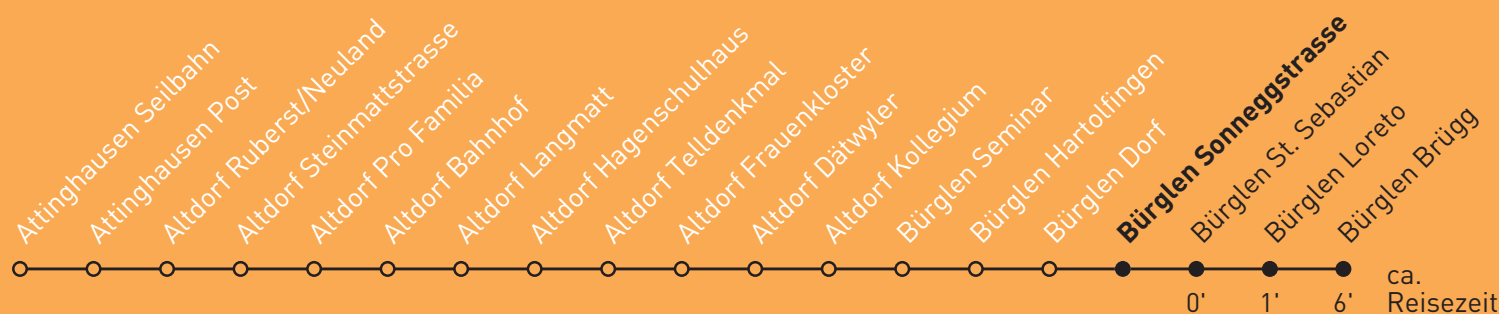 Attinghausen Seilbahn
Attinghausen Post
Altdorf Ruberst/Neuland
Altdorf Steinmattstrasse
Altdorf Pro Familia
Altdorf Bahnhof
Altdorf Langmatt
Altdorf Hagenschulhaus
Altdorf Telldenkmal
Altdorf Frauenkloster
Altdorf Dätwyler
Altdorf Kollegium
Bürglen Seminar
Bürglen Hartolfingen
Bürglen Dorf
Bürglen Sonneggstrasse
Bürglen St. Sebastian
Bürglen Loreto
Bürglen Brügg
ca.
0' 1' 6' Reisezeit